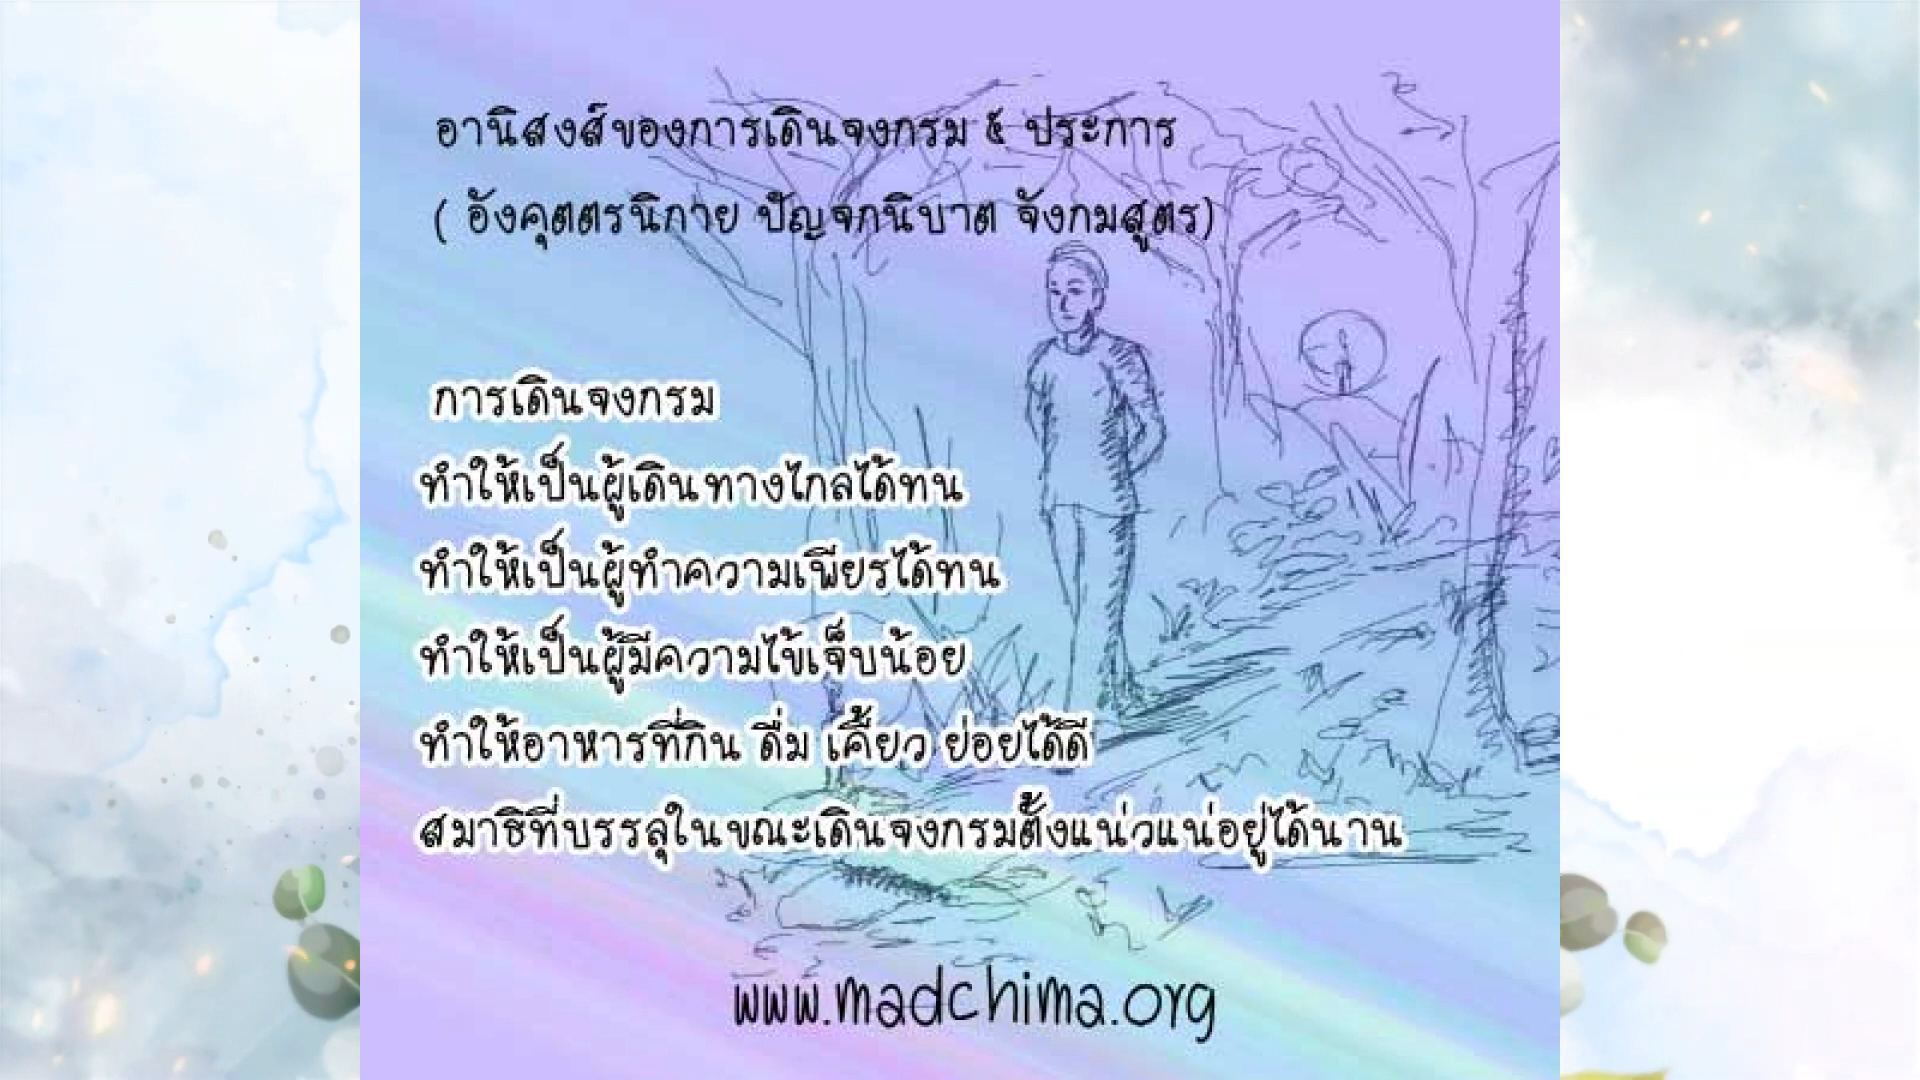 อานิสงส์ของการเดินจงกรม ๕ ประการ
( อังคุตตรนิกาย ปัญจกนิบาต จังกมสูตร)
การเดินจงกรม
ทำให้เป็นผู้เดินทางไกลได้ทน
ทำให้เป็นผู้ทำความเพียรได้ทน
ทำให้เป็นผู้มีความไข้เจ็บน้อย
ทำให้อาหารที่กิน ดื่ม เคี้ยว ย่อยได้ดี
สมาธิที่บรรลุในขณะเดินจงกรมตั้งแน่วแน่อยู่ได้นาน
www.madchima.org